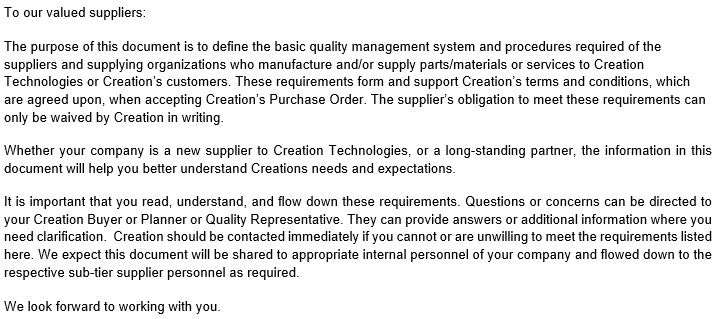 To our valued suppliers:
The purpose of this document is to define the basic quality management system and procedures required of the
suppliers and supplying organizations who manufacture and/or supply parts/materials or services to Creation
Technologies or Creation's customers. These requirements form and support Creation's terms and conditions, which
are agreed upon, when accepting Creation's Purchase Order. The supplier's obligation to meet these requirements can
only be waived by Creation in writing.
Whether your company is a new supplier to Creation Technologies, or a long-standing partner, the information in this
document will help you better understand Creations needs and expectations.
It is important that you read, understand, and flow down these requirements. Questions or concerns can be directed to
your Creation Buyer or Planner or Quality Representative. They can provide answers or additional information where you
need clarification.  Creation should be contacted immediately if you cannot or are unwilling to meet the requirements listed
here. We expect this document will be shared to appropriate internal personnel of your company and flowed down to the
respective sub-tier supplier personnel as required.
We look forward to working with you.